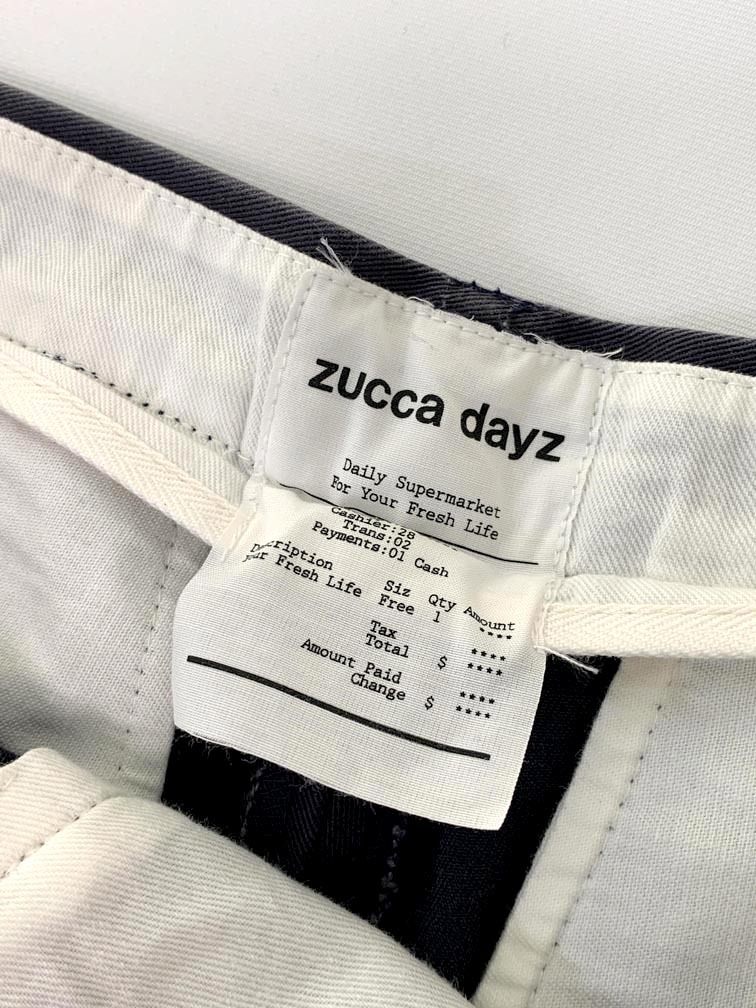 zucca dayz
Daily Supermarket
For Your Fresh Life
Cashier:28
Trans:02
Payments:01 Cash
Siz Qty Amount
Your Fresh Life Free 1 ****
Tax ****
Total $ ****
Amount Paid ****
Change $ ****